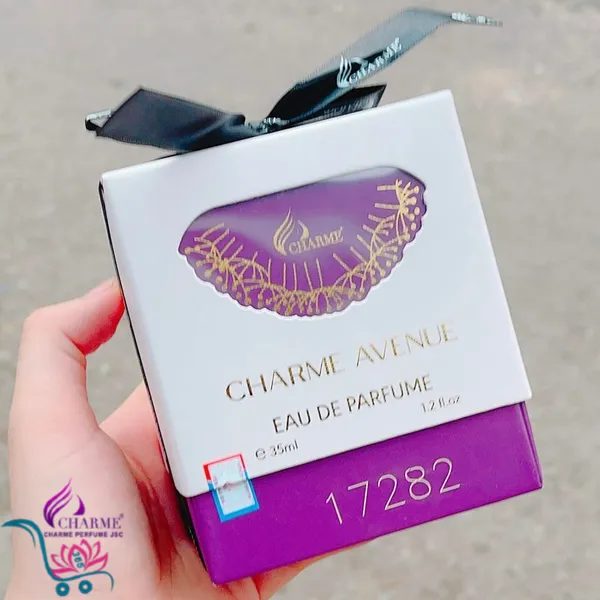 CHARME
CHARME
CHARME AVENUE
EAU DE PARFUME
℮ 35ml 1.2 fl.oz
17282
CHARME®
CHARME PERFUME JSC